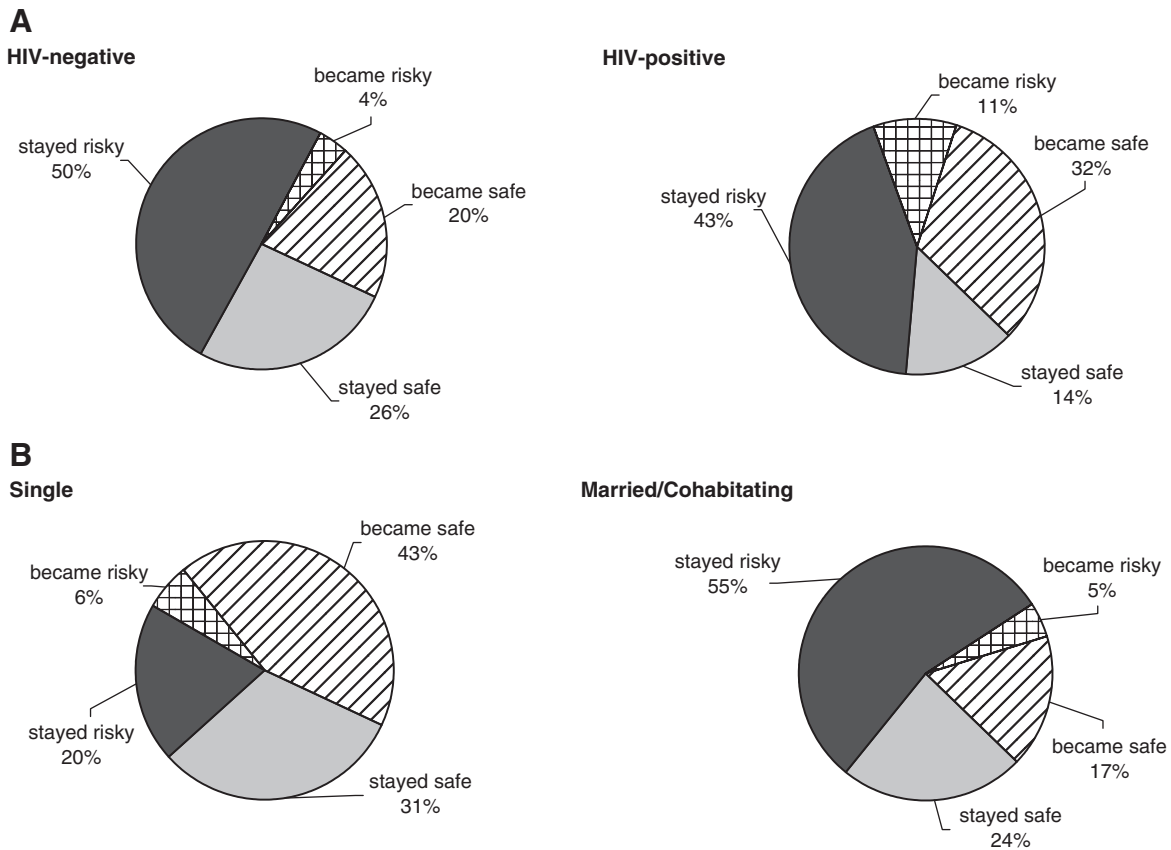 A
HIV-negative
became risky
4%
stayed risky
50%
became safe
20%
stayed safe
26%
HIV-positive
became risky
11%
became safe
32%
stayed risky
43%
stayed safe
14%
B
Single
became safe
43%
became risky
6%
stayed risky
20%
stayed safe
31%
Married/Cohabitating
stayed risky
55%
became risky
5%
became safe
17%
stayed safe
24%